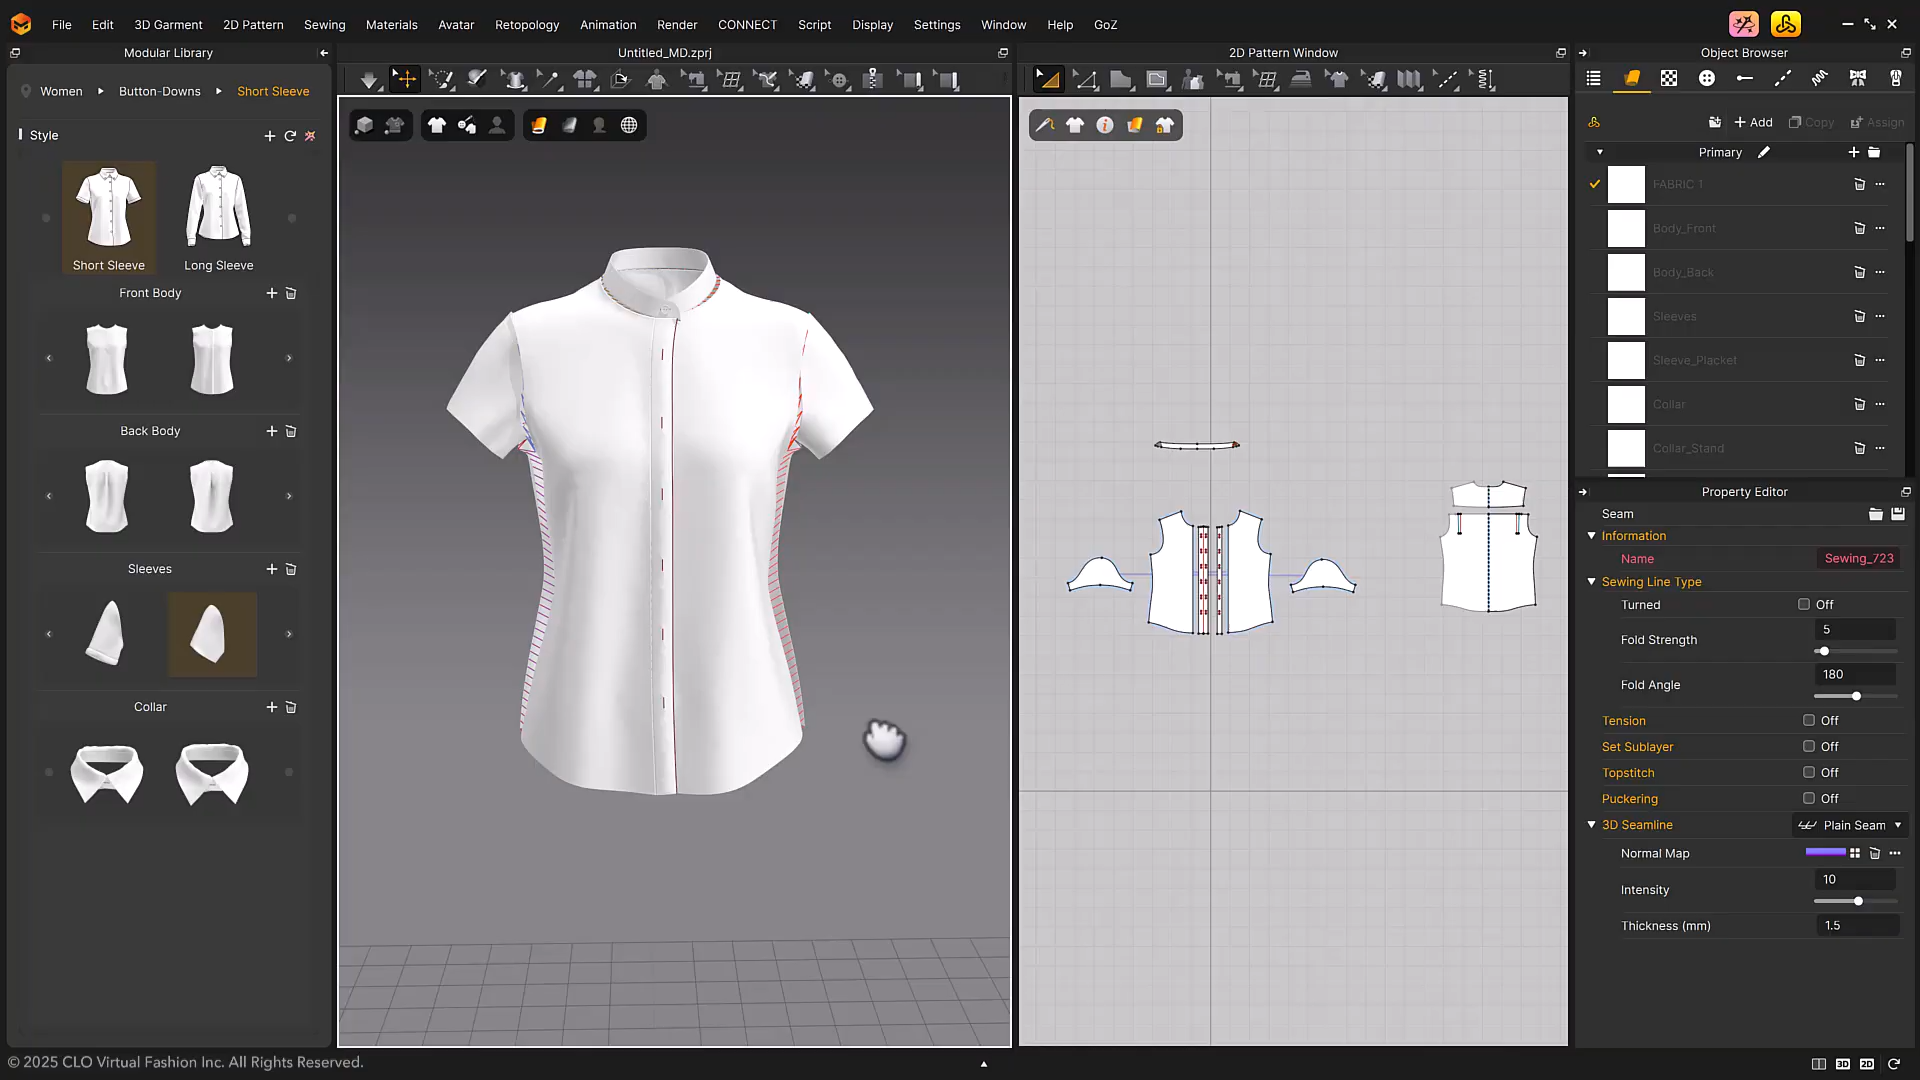 File Edit 3D Garment 2D Pattern Sewing Materials Avatar Retopology Animation Render CONNECT Script Display Settings Window Help GoZ
Modular Library
Untitled_MD.zprj
2D Pattern Window
Object Browser
Women Button-Downs Short Sleeve
Style
Short Sleeve
Long Sleeve
Front Body
Back Body
Sleeves
Collar
Add Copy Assign
Primary
FABRIC 1
Body_Front
Body_Back
Sleeves
Sleeve_Placket
Collar
Collar_Stand
Property Editor
Seam
Information
Name Sewing_723
Sewing Line Type
Turned Off
Fold Strength 5
Fold Angle 180
Tension Off
Set Sublayer Off
Topstitch Off
Puckering Off
3D Seamline Plain Seam
Normal Map
Intensity 10
Thickness (mm) 1.5
© 2025 CLO Virtual Fashion Inc. All Rights Reserved.
3D 2D